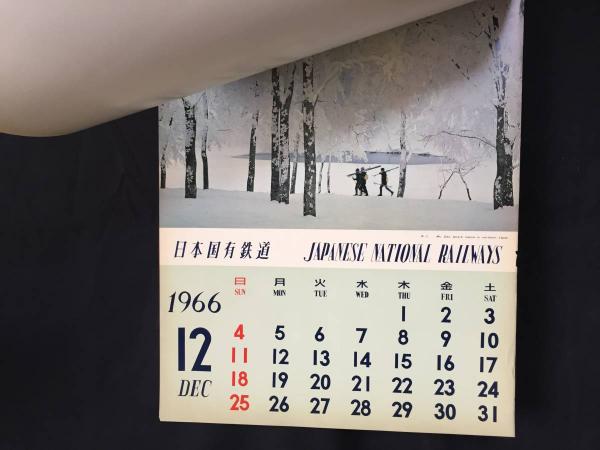 日本国有鉄道 JAPANESE NATIONAL RAILWAYS
1966 12 DEC
日 月 火 水 木 金 土
SUN MON TUE WED THU FRI SAT
1 2 3
4 5 6 7 8 9 10
11 12 13 14 15 16 17
18 19 20 21 22 23 24
25 26 27 28 29 30 31